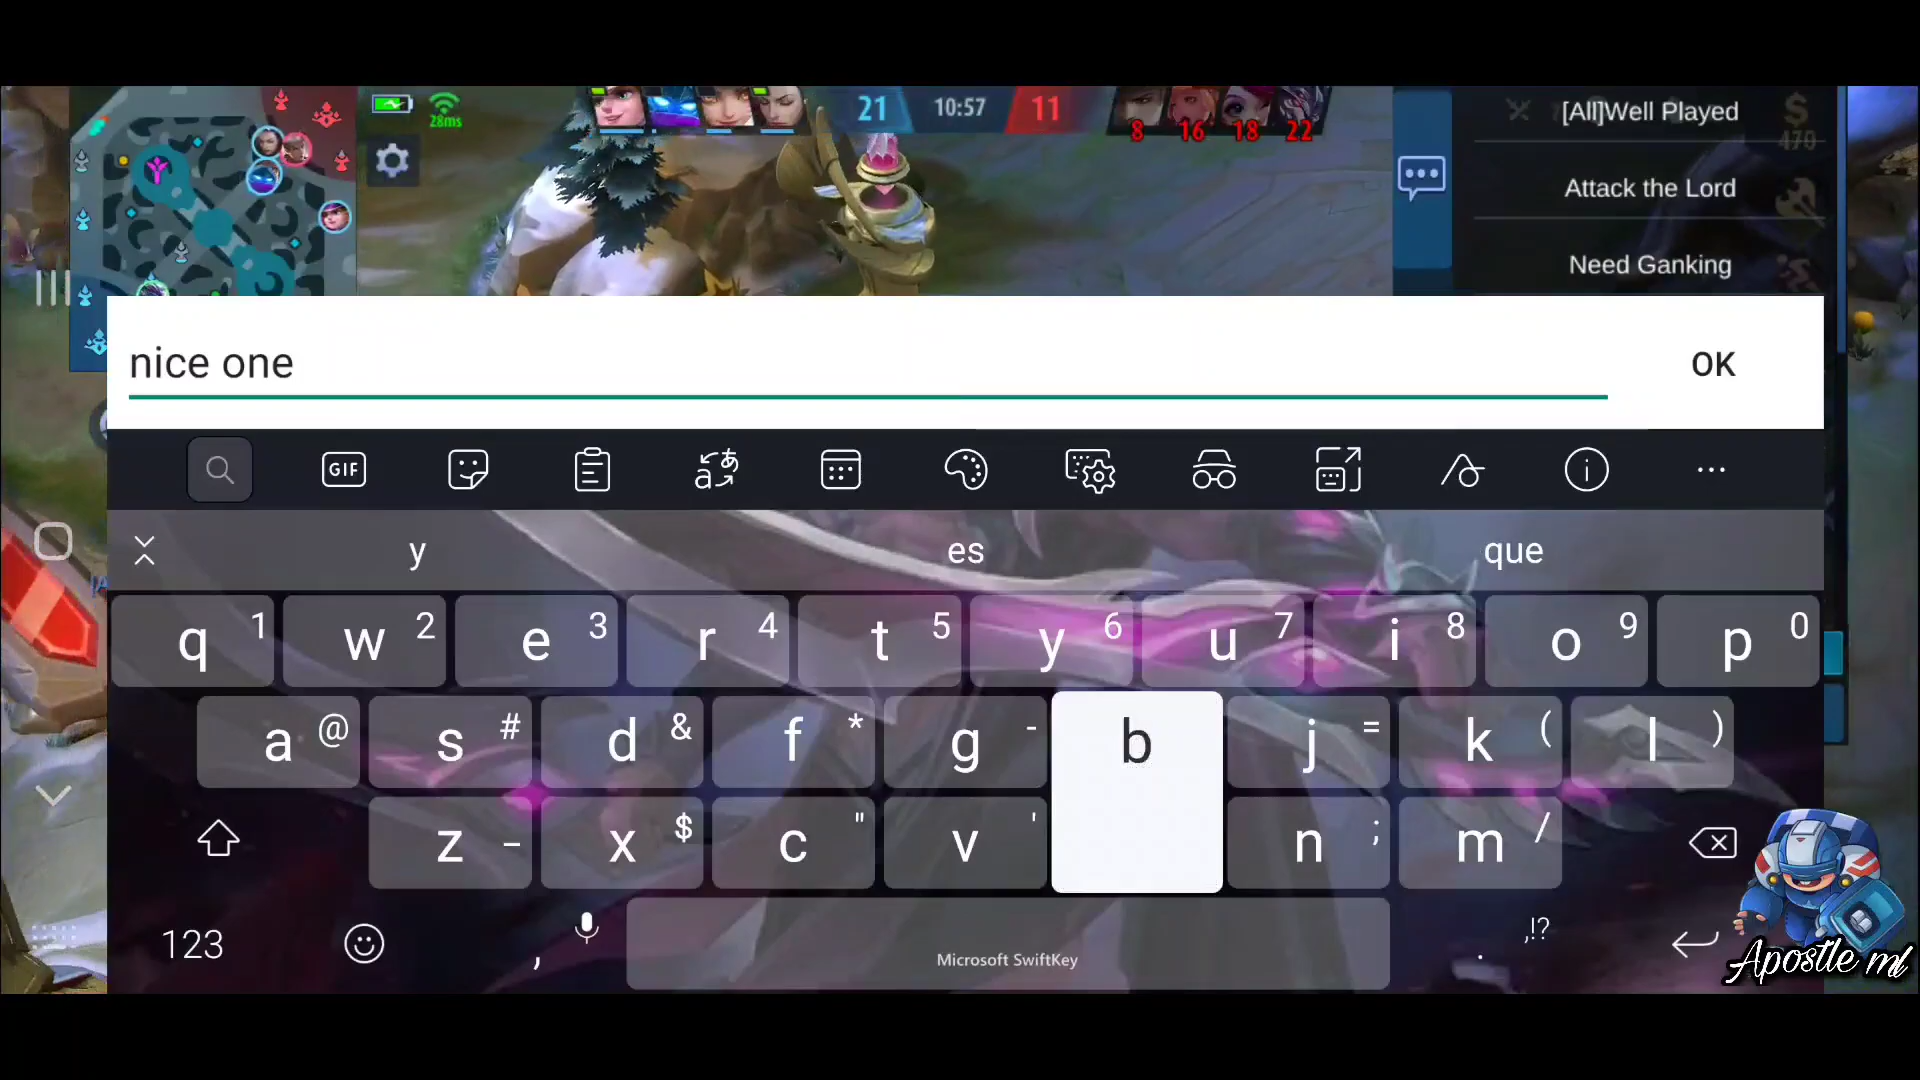 28ms
21 10:57 11
8 16 18 22
[All]Well Played
470
Attack the Lord
Need Ganking
nice one
OK
GIF
y es que
q 1 w 2 e 3 r 4 t 5 y 6 u 7 i 8 o 9 p 0
a @ s # d & f * g - b j = k ( l )
z _ x $ c " v ' n ; m /
123 , Microsoft SwiftKey . ,!?
Apostle ml